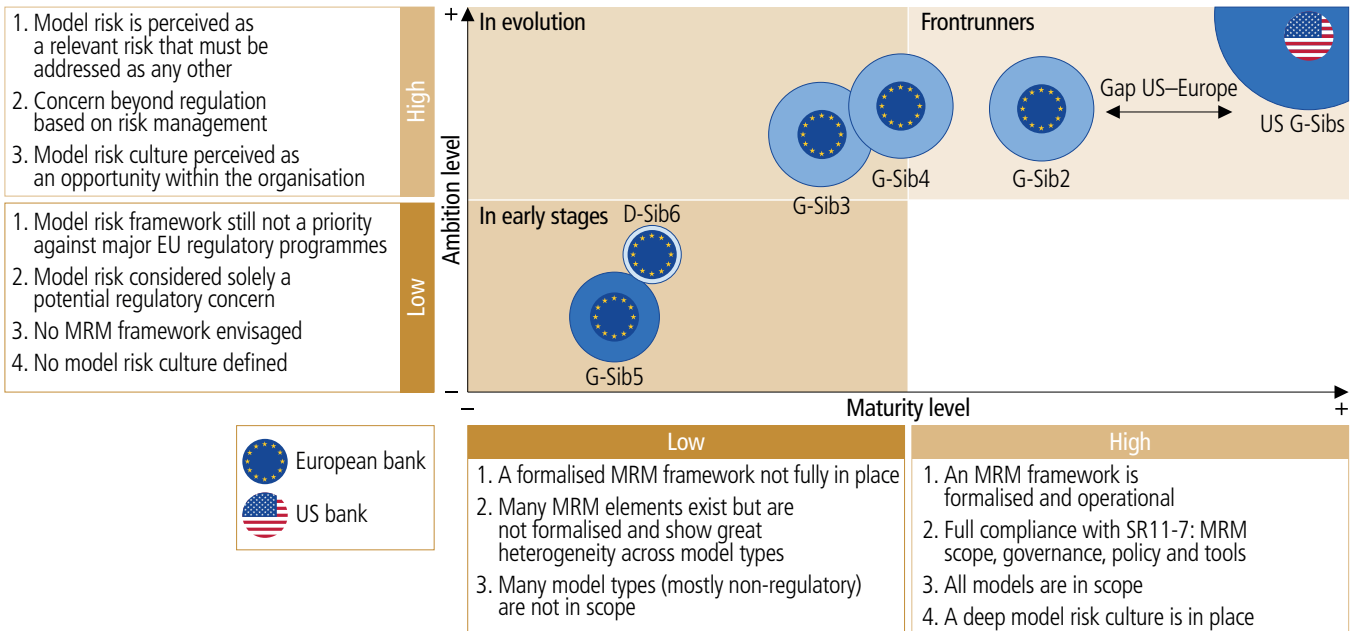 1. Model risk is perceived as
a relevant risk that must be
addressed as any other
2. Concern beyond regulation
based on risk management
3. Model risk culture perceived as
an opportunity within the organisation
High
1. Model risk framework still not a priority
against major EU regulatory programmes
2. Model risk considered solely a
potential regulatory concern
3. No MRM framework envisaged
4. No model risk culture defined
Low
Ambition level
+
–
In evolution
Frontrunners
Gap US–Europe
US G-Sibs
G-Sib3
G-Sib4
G-Sib2
In early stages
D-Sib6
G-Sib5
–
Maturity level
+
European bank
US bank
Low
1. A formalised MRM framework not fully in place
2. Many MRM elements exist but are
not formalised and show great
heterogeneity across model types
3. Many model types (mostly non-regulatory)
are not in scope
High
1. An MRM framework is
formalised and operational
2. Full compliance with SR11-7: MRM
scope, governance, policy and tools
3. All models are in scope
4. A deep model risk culture is in place